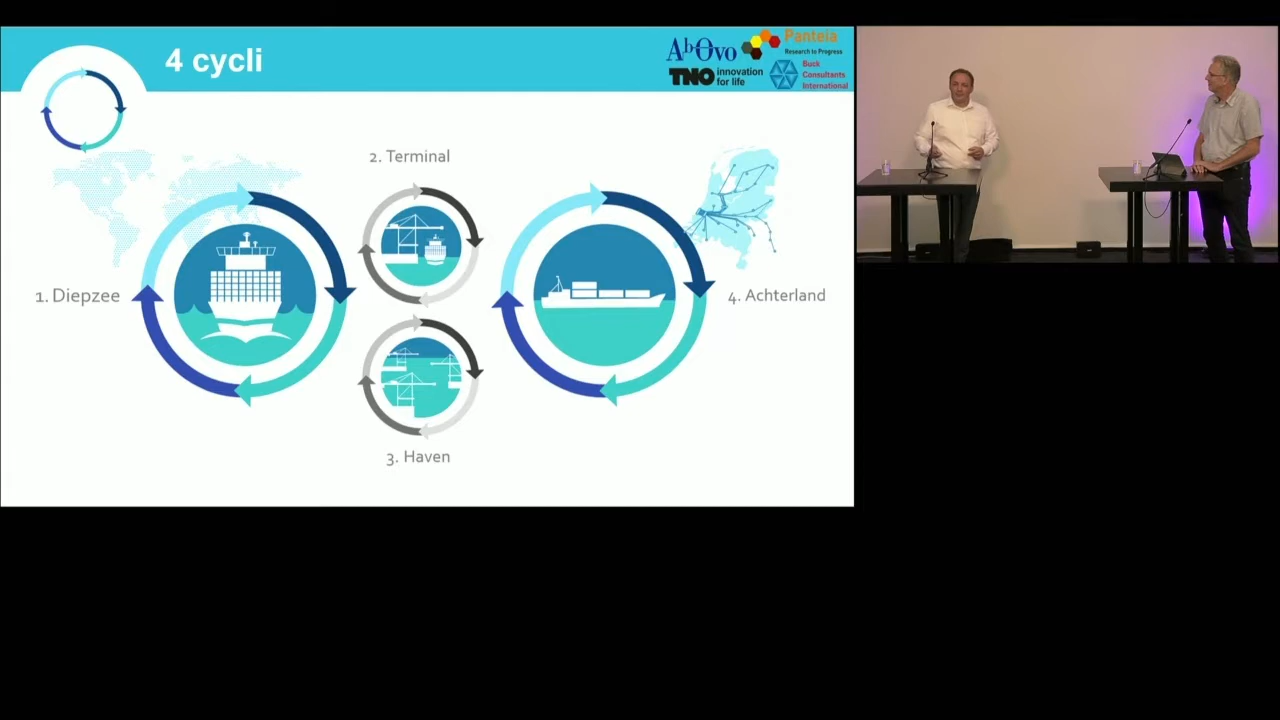 4 cycli
AbOvo
Panteia
Research to Progress
TNO innovation
for life
Buck
Consultants
International
2. Terminal
1. Diepzee
4. Achterland
3. Haven